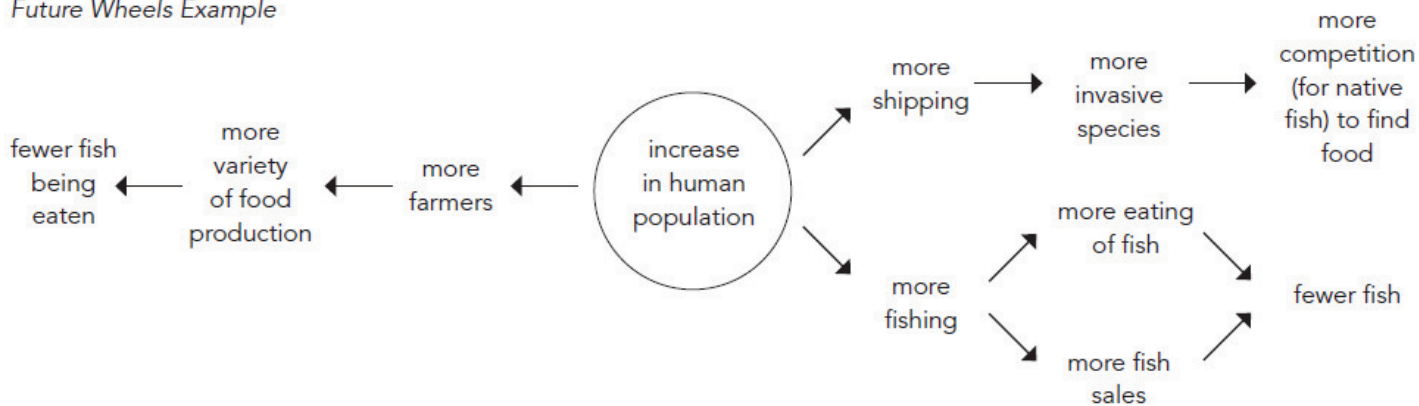 Future Wheels Example
fewer fish
being
eaten
more
variety
of food
production
more
farmers
increase
in human
population
more
shipping
more
invasive
species
more
competition
(for native
fish) to find
food
more
fishing
more eating
of fish
more fish
sales
fewer fish